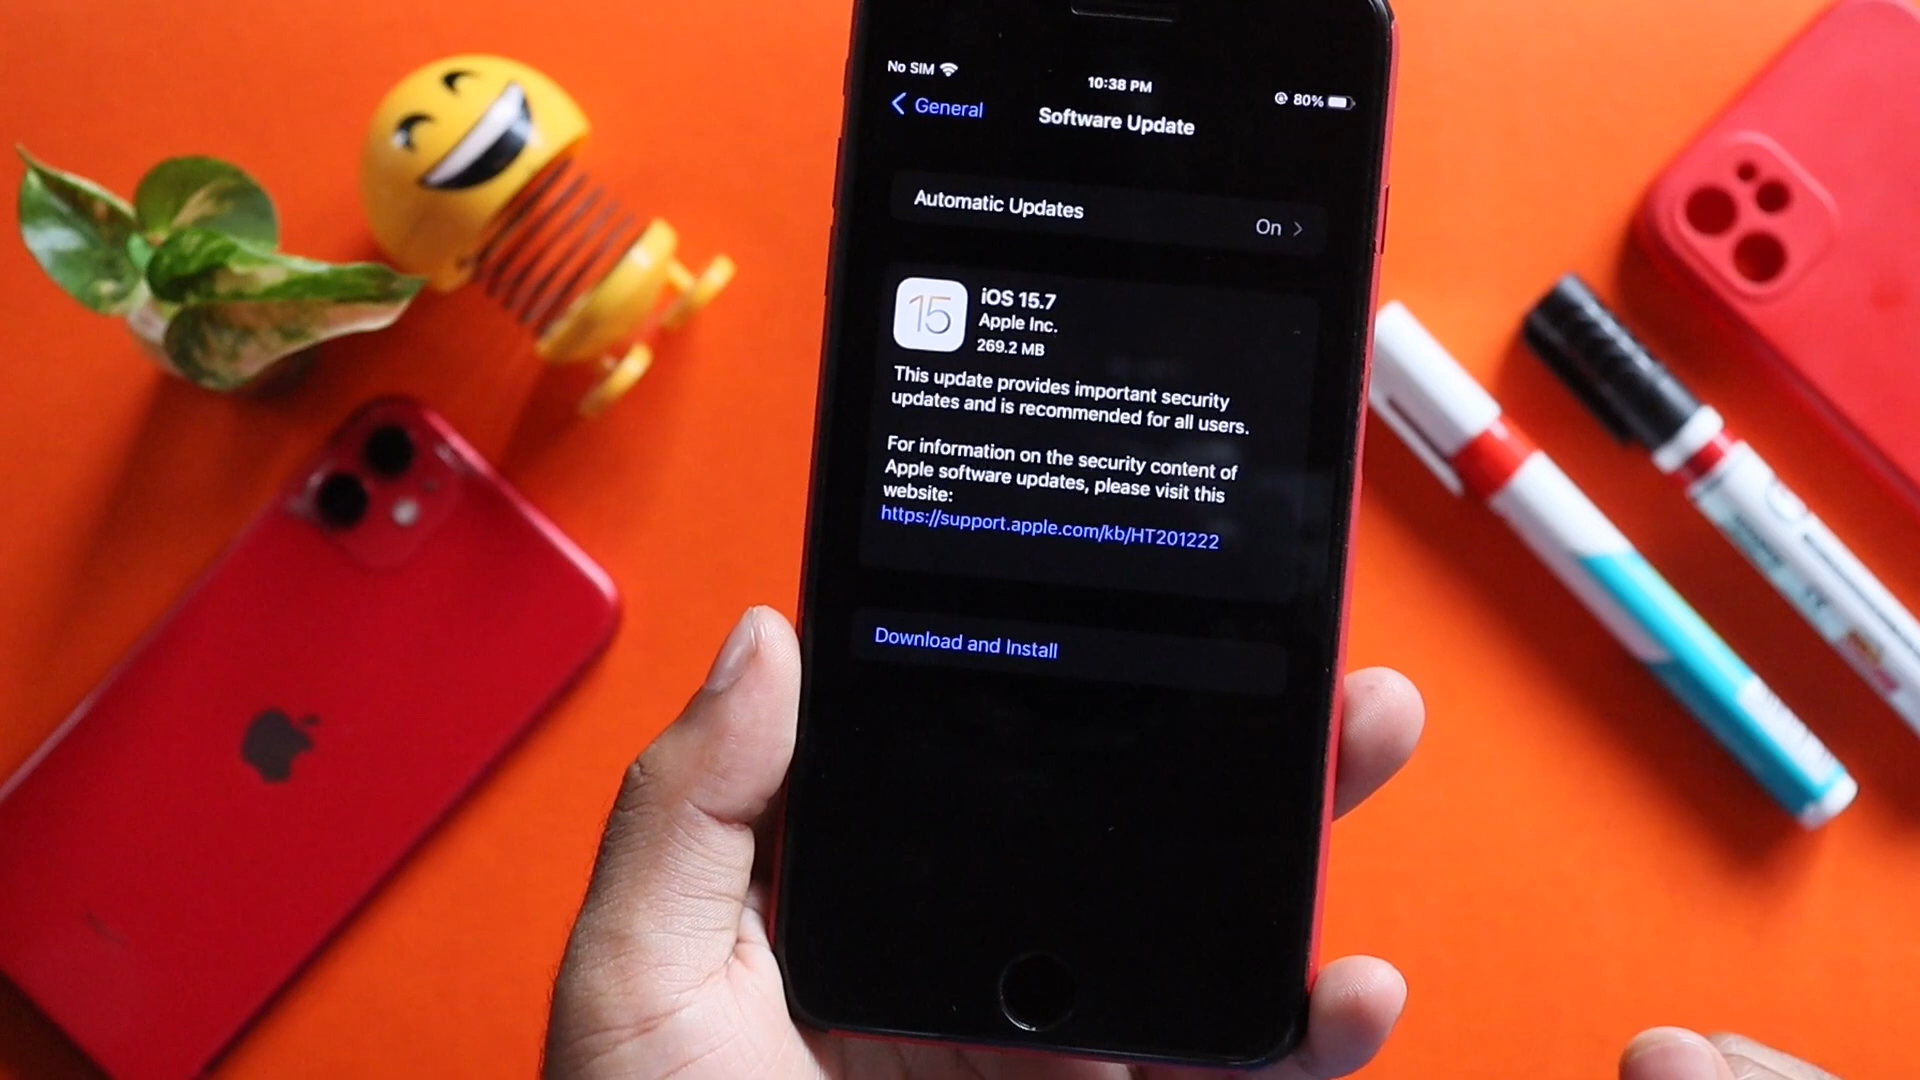 No SIM
10:38 PM
80%
General
Software Update
Automatic Updates
On
15
iOS 15.7
Apple Inc.
269.2 MB
This update provides important security
updates and is recommended for all users.
For information on the security content of
Apple software updates, please visit this
website:
https://support.apple.com/kb/HT201222
Download and Install